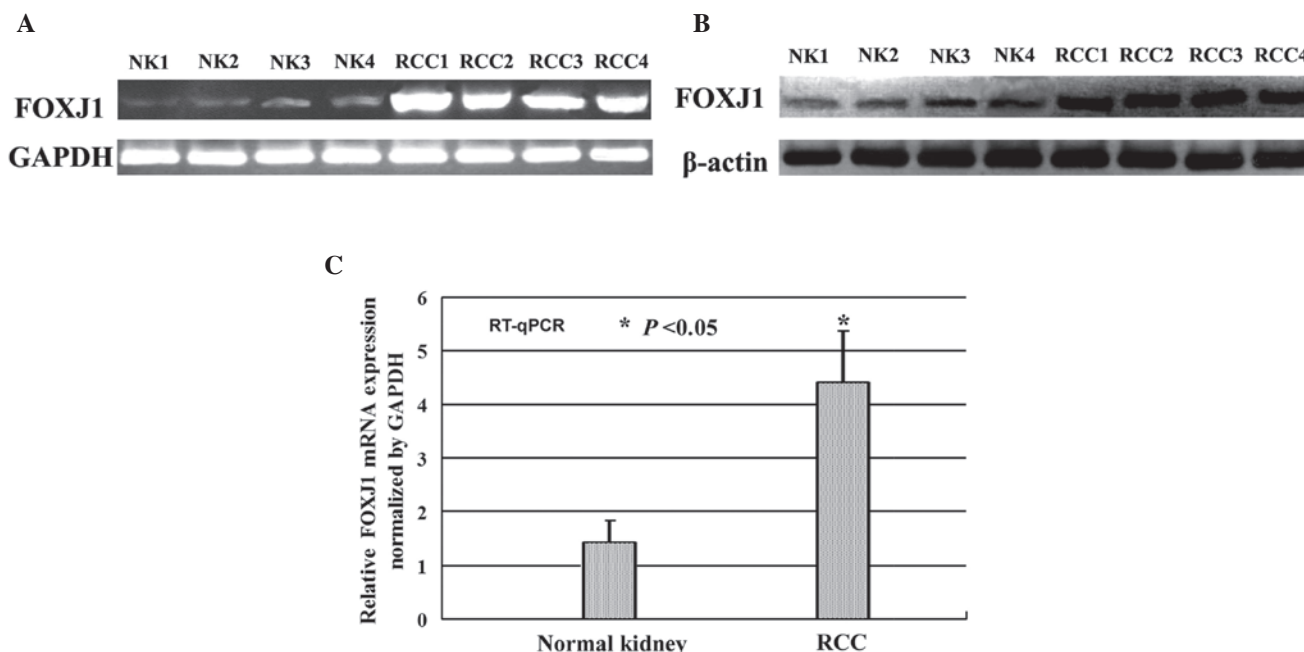 A
NK1 NK2 NK3 NK4 RCC1 RCC2 RCC3 RCC4
FOXJ1
GAPDH
B
NK1 NK2 NK3 NK4 RCC1 RCC2 RCC3 RCC4
FOXJ1
β-actin
C
Relative FOXJ1 mRNA expression
normalized by GAPDH
6
5
4
3
2
1
0
RT-qPCR * P <0.05
*
Normal kidney RCC